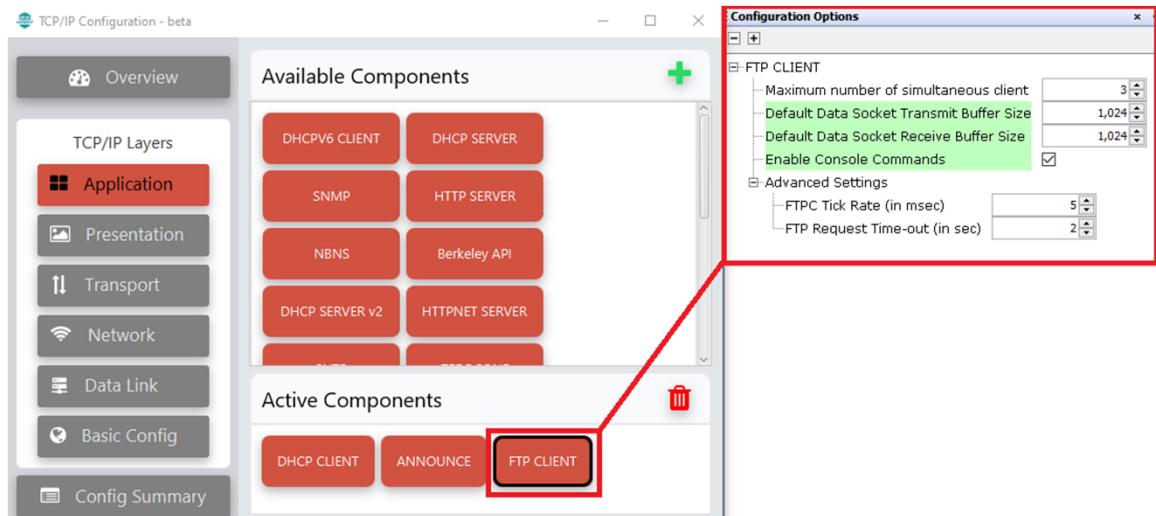 TCP/IP Configuration - beta
Overview
TCP/IP Layers
Application
Presentation
Transport
Network
Data Link
Basic Config
Config Summary
Available Components
DHCPV6 CLIENT
DHCP SERVER
SNMP
HTTP SERVER
NBNS
Berkeley API
DHCP SERVER v2
HTTPNET SERVER
Active Components
DHCP CLIENT
ANNOUNCE
FTP CLIENT
Configuration Options
FTP CLIENT
Maximum number of simultaneous client 3
Default Data Socket Transmit Buffer Size 1,024
Default Data Socket Receive Buffer Size 1,024
Enable Console Commands
Advanced Settings
FTPC Tick Rate (in msec) 5
FTP Request Time-out (in sec) 2